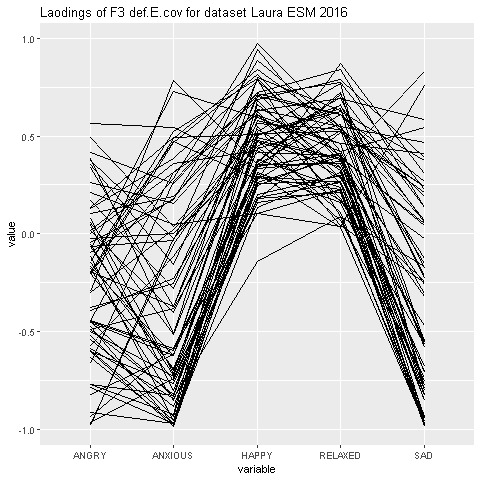 Laodings of F3 def.E.cov for dataset Laura ESM 2016
1.0
0.5
0.0
-0.5
-1.0
value
ANGRY ANXIOUS HAPPY RELAXED SAD
variable